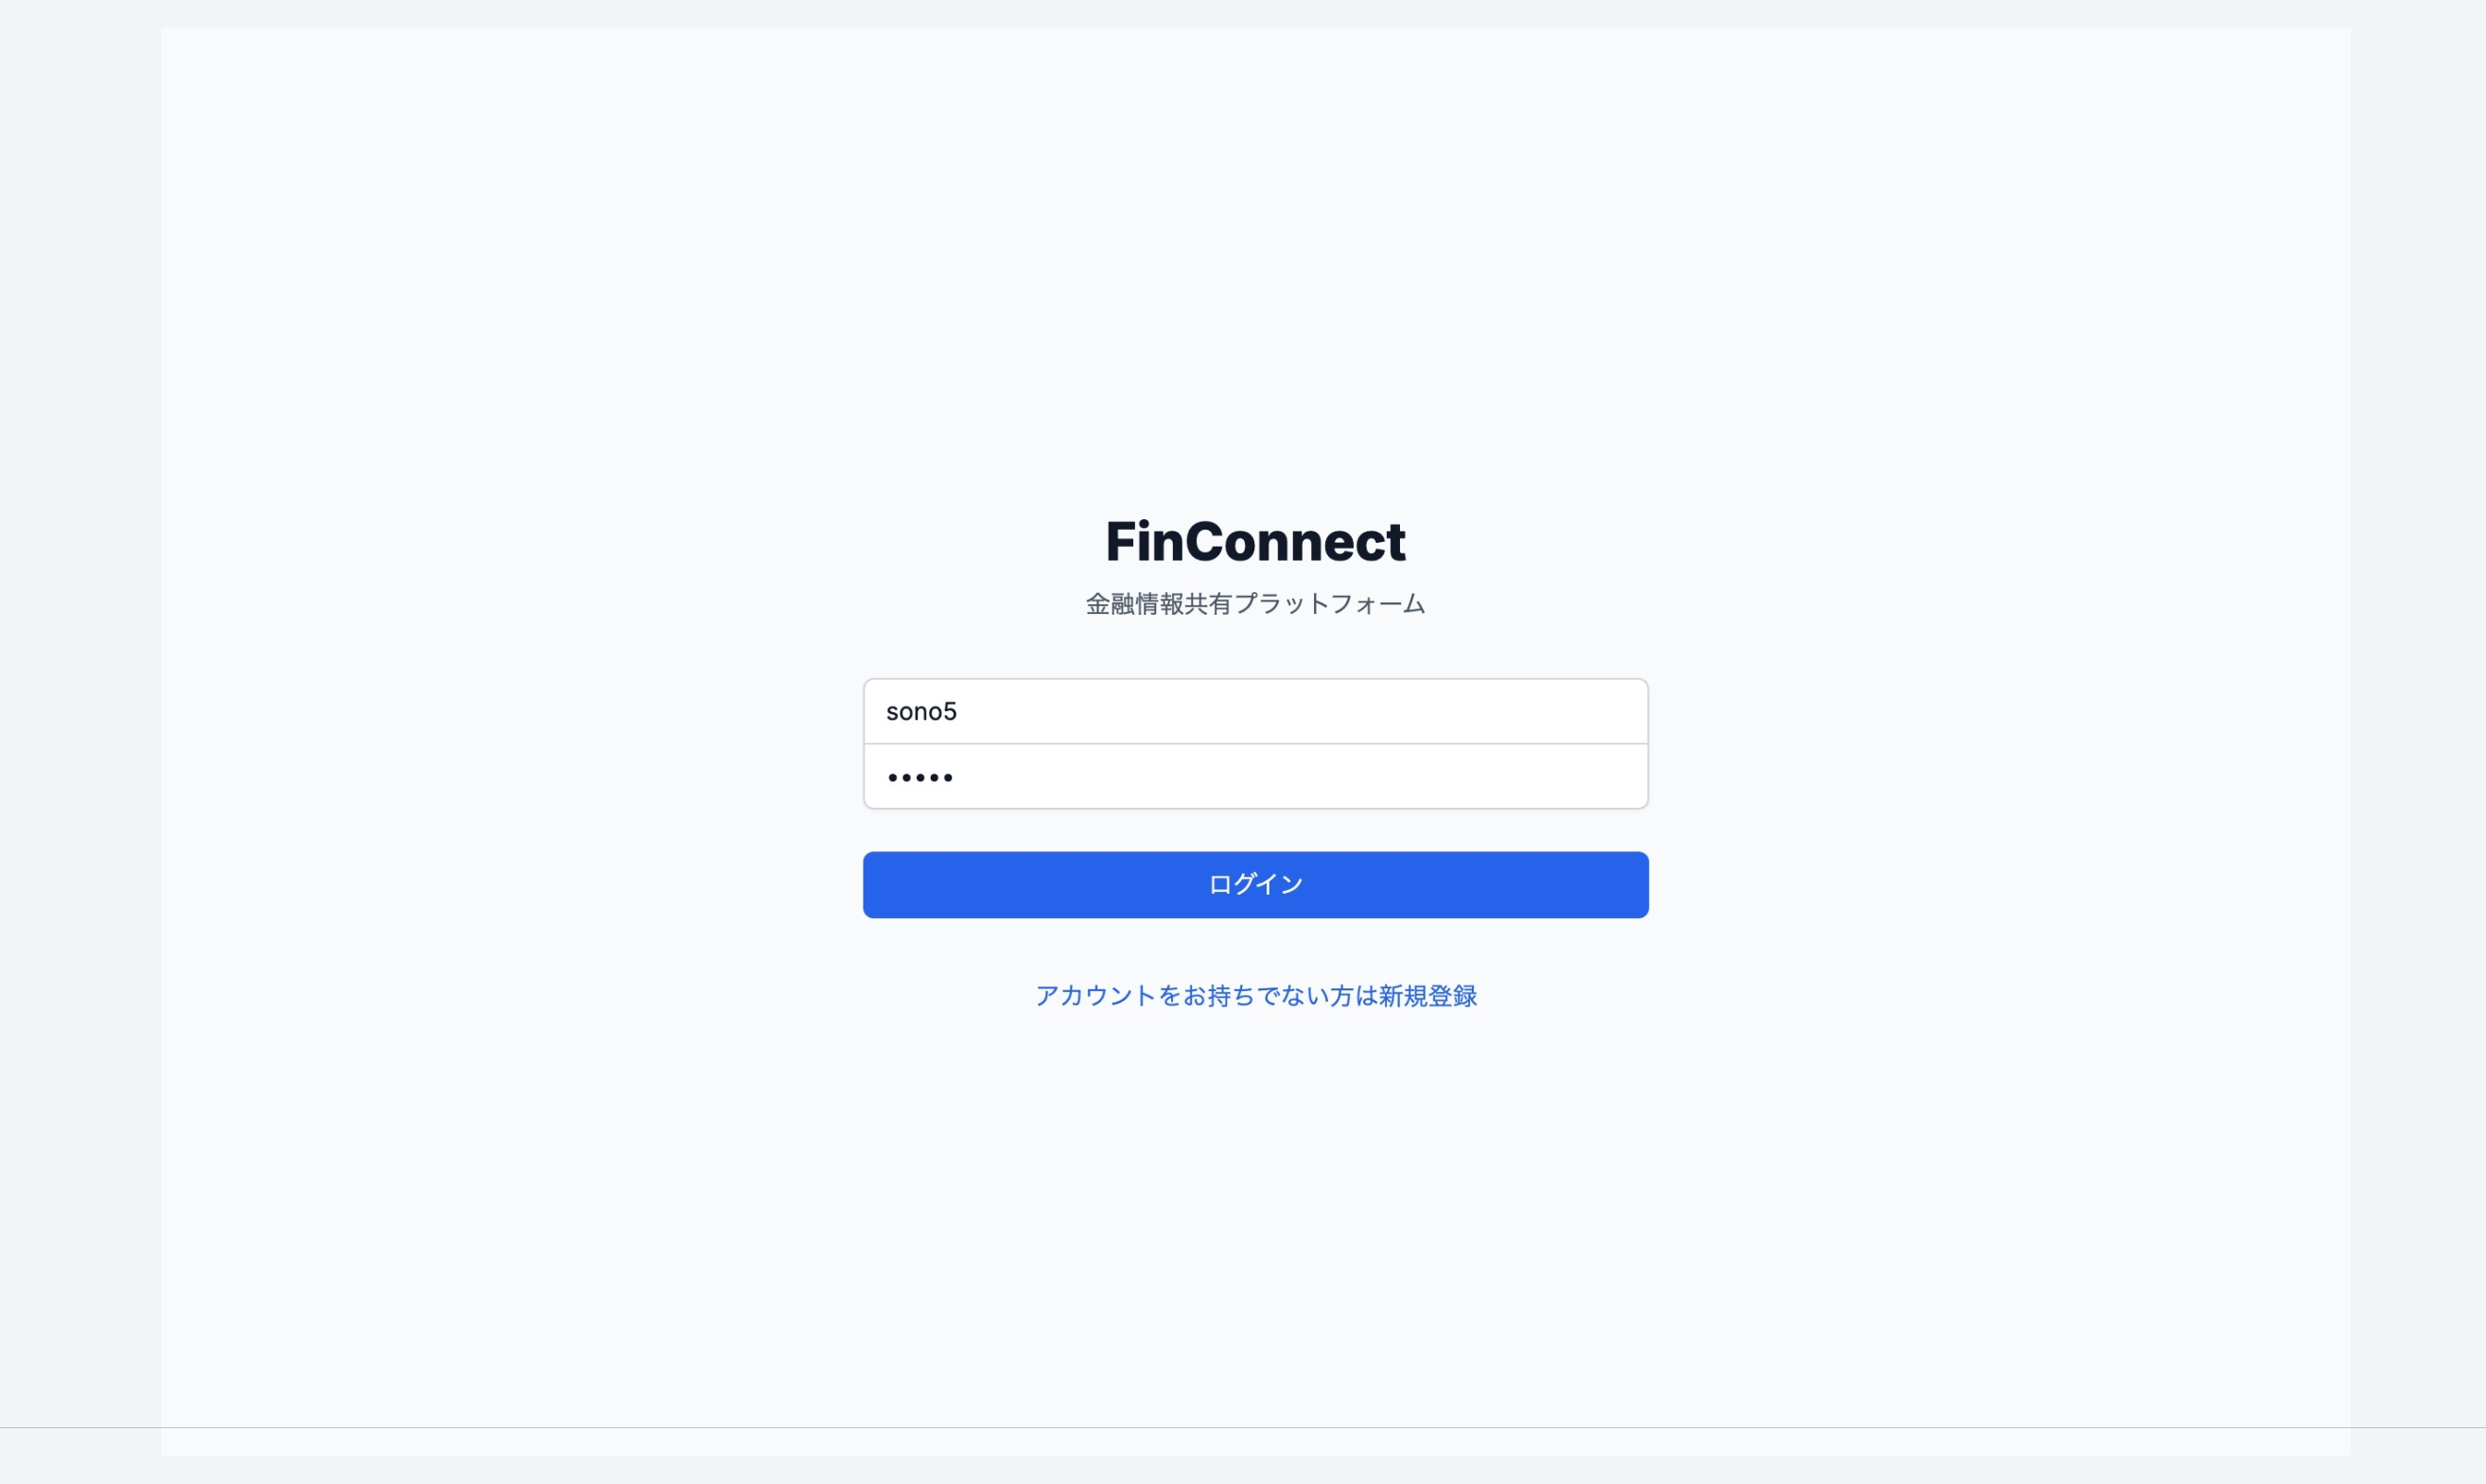 FinConnect
金融情報共有プラットフォーム
sono5
•••••
ログイン
アカウントをお持ちでない方は新規登録